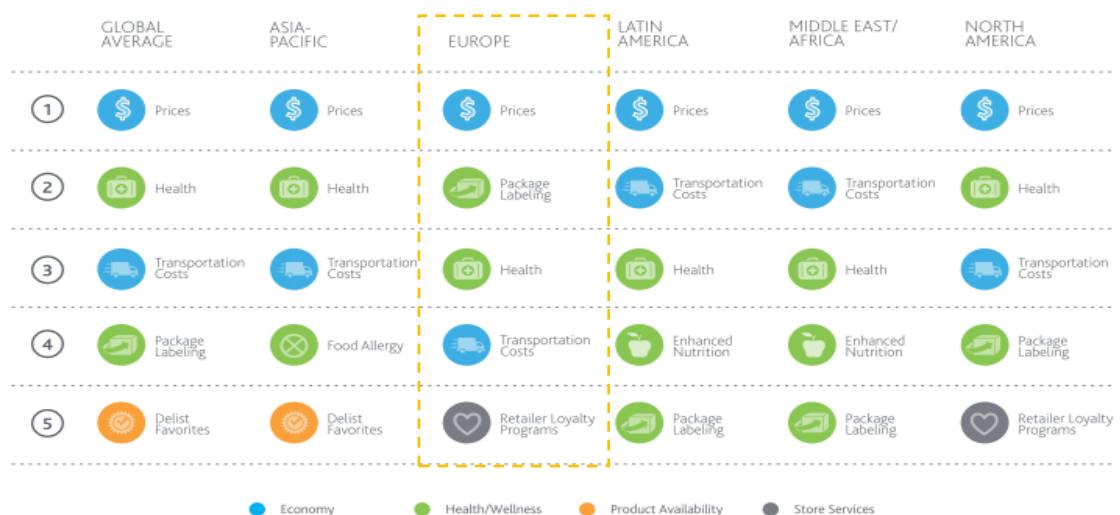 GLOBAL
AVERAGE
ASIA-
PACIFIC
EUROPE
LATIN
AMERICA
MIDDLE EAST/
AFRICA
NORTH
AMERICA
1
$ Prices
$ Prices
$ Prices
$ Prices
$ Prices
$ Prices
2
Health
Health
Package
Labeling
Transportation
Costs
Transportation
Costs
Health
3
Transportation
Costs
Transportation
Costs
Health
Health
Health
Transportation
Costs
4
Package
Labeling
Food Allergy
Transportation
Costs
Enhanced
Nutrition
Enhanced
Nutrition
Package
Labeling
5
Delist
Favorites
Delist
Favorites
Retailer Loyalty
Programs
Package
Labeling
Package
Labeling
Retailer Loyalty
Programs
Economy
Health/Wellness
Product Availability
Store Services